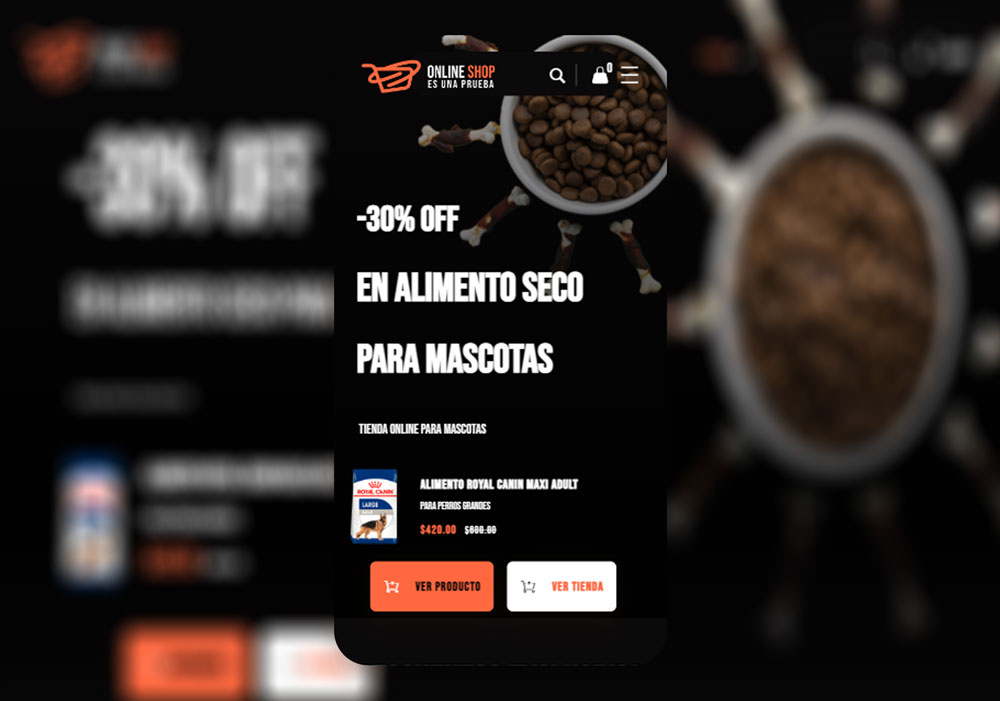 ONLINE SHOP
ES UNA PRUEBA
0
-30% OFF
EN ALIMENTO SECO
PARA MASCOTAS
TIENDA ONLINE PARA MASCOTAS
ROYAL CANIN
LARGE
ALIMENTO ROYAL CANIN MAXI ADULT
PARA PERROS GRANDES
$420.00 $600.00
VER PRODUCTO
VER TIENDA